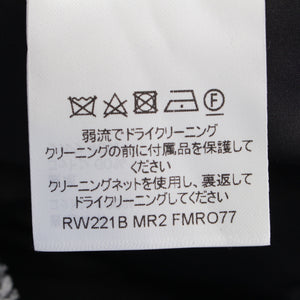 F
弱流でドライクリーニング
クリーニングの前に付属品を保護して
ください
クリーニングネットを使用し、裏返して
ドライクリーニングしてください
RW221B MR2 FMRO77